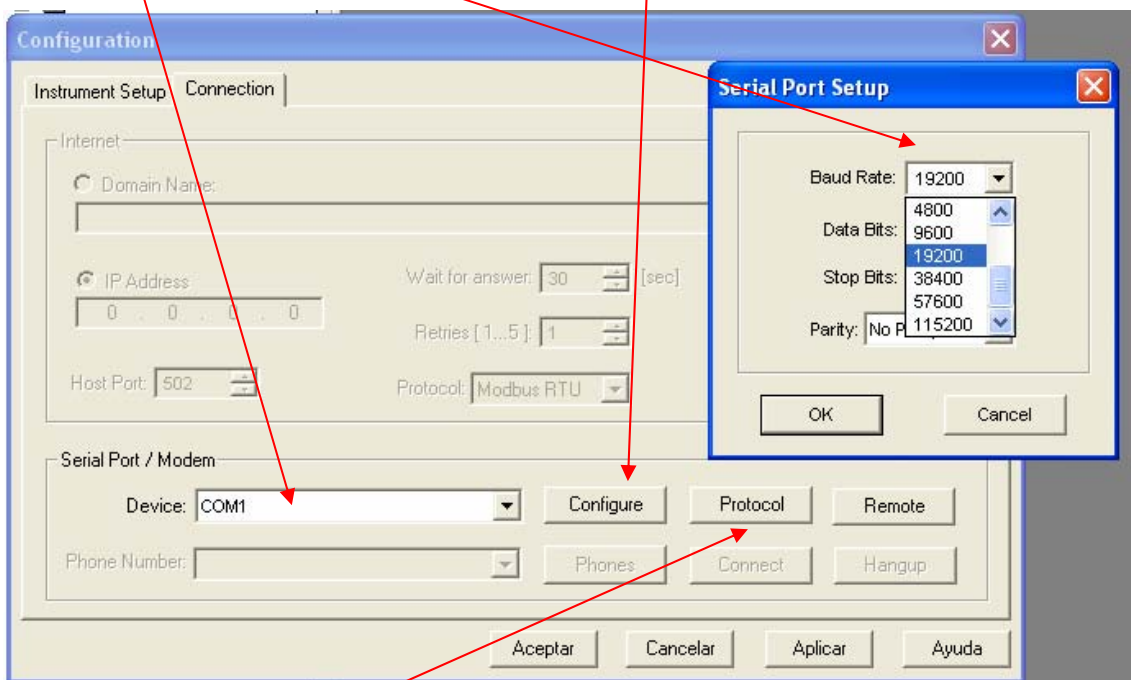 Configuration
Instrument Setup Connection
Internet
Domain Name:
IP Address
0 . 0 . 0 . 0
Wait for answer: 30 [sec]
Retries [ 1...5 ]: 1
Host Port: 502
Protocol: Modbus RTU
Serial Port / Modem
Device: COM1
Configure Protocol Remote
Phone Number:
Phones Connect Hangup
Aceptar Cancelar Aplicar Ayuda
Serial Port Setup
Baud Rate: 19200
4800
9600
19200
38400
57600
115200
Data Bits:
Stop Bits:
Parity: No
OK Cancel